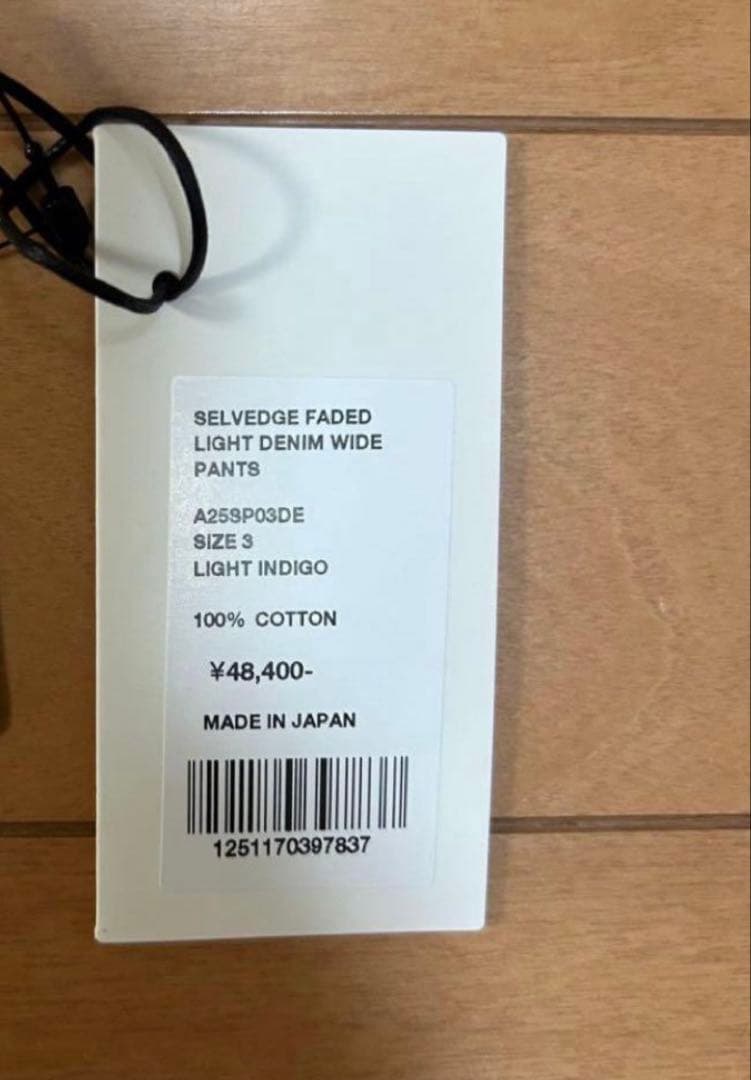 SELVEDGE FADED
LIGHT DENIM WIDE
PANTS
A25SP03DE
SIZE 3
LIGHT INDIGO
100% COTTON
¥48,400-
MADE IN JAPAN
1251170397837